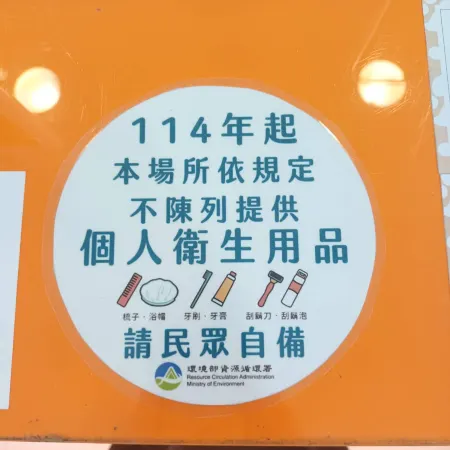 114年起
本場所依規定
不陳列提供
個人衛生用品
梳子、浴帽 牙刷、牙膏 刮鬍刀、刮鬍泡
請民眾自備
環境部資源循環署
Resource Circulation Administration
Ministry of Environment